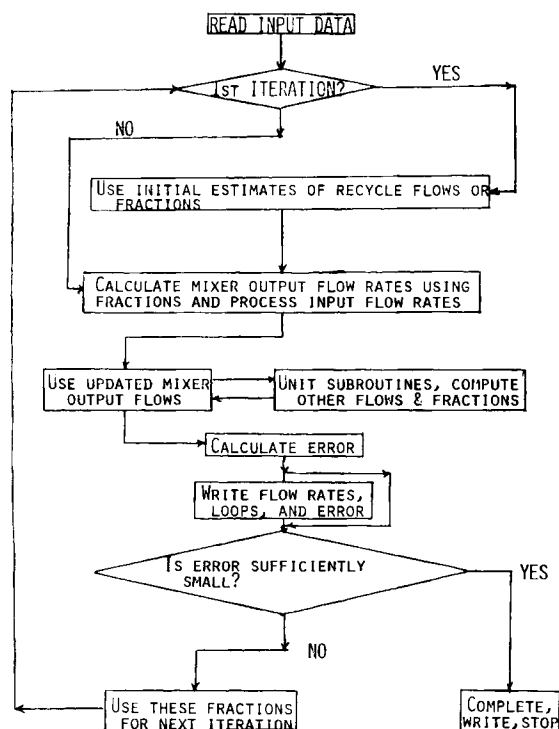 READ INPUT DATA
1ST ITERATION?
YES
NO
USE INITIAL ESTIMATES OF RECYCLE FLOWS OR
FRACTIONS
CALCULATE MIXER OUTPUT FLOW RATES USING
FRACTIONS AND PROCESS INPUT FLOW RATES
USE UPDATED MIXER
OUTPUT FLOWS
UNIT SUBROUTINES, COMPUTE
OTHER FLOWS & FRACTIONS
CALCULATE ERROR
WRITE FLOW RATES,
LOOPS, AND ERROR
IS ERROR SUFFICIENTLY
SMALL?
YES
NO
USE THESE FRACTIONS
FOR NEXT ITERATION
COMPLETE,
WRITE, STOP